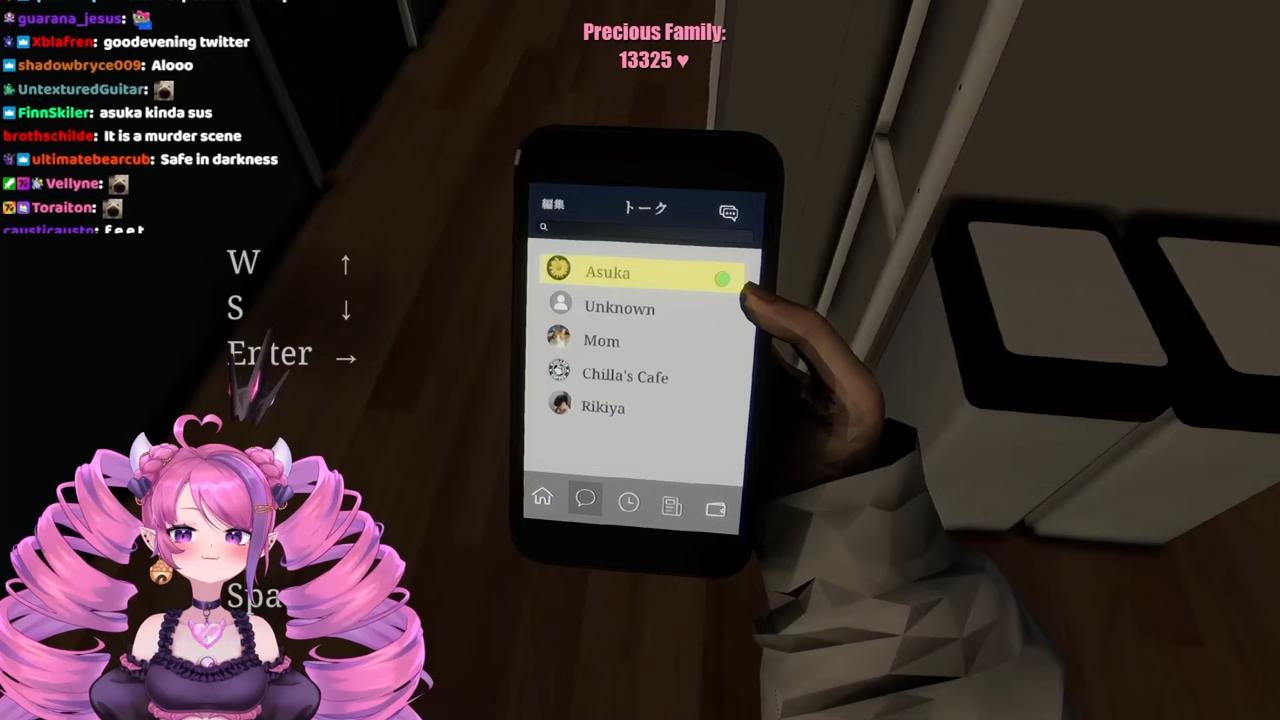 guarana_jesus:
Xblafren: goodevening twitter
shadowbryce009: Alooo
UntexturedGuitar:
FinnSkiler: asuka kinda sus
brothschilde: It is a murder scene
ultimatebearcub: Safe in darkness
Vellyne:
Toraiton:
Precious Family:
13325 ♥
W ↑
S ↓
Enter →
Spa
編集 トーク
Asuka
Unknown
Mom
Chilla's Cafe
Rikiya